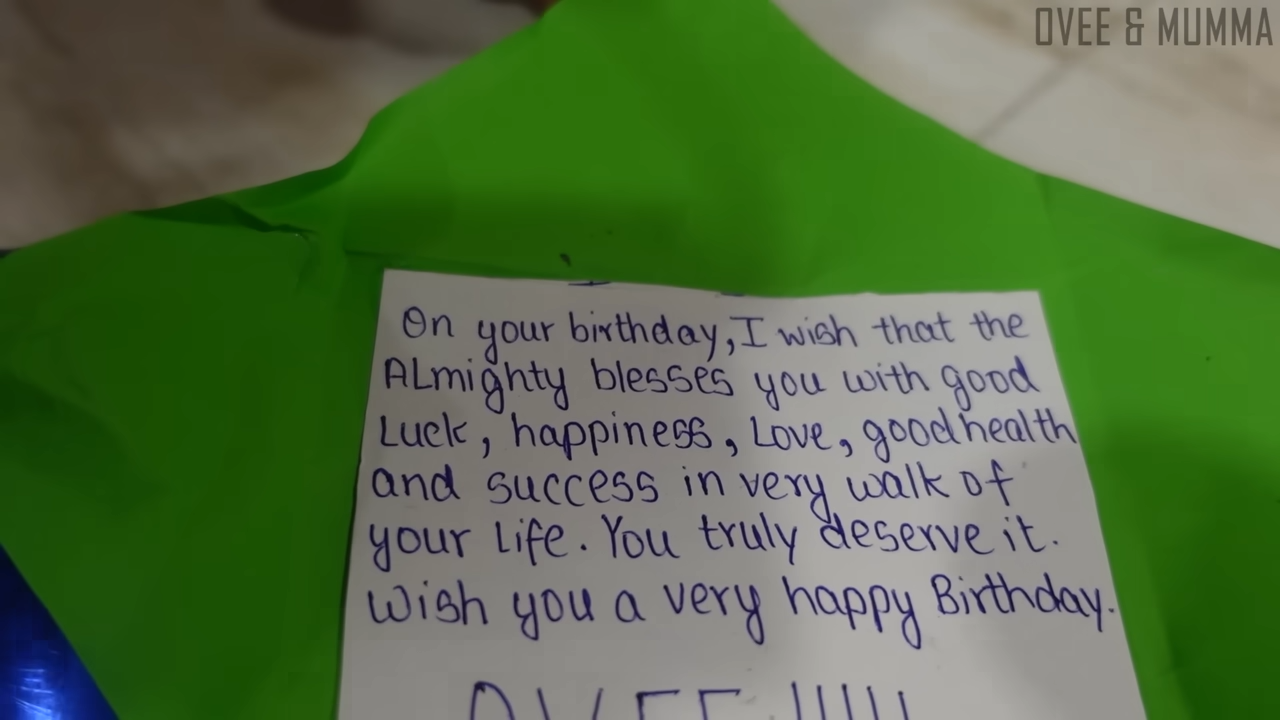 OVEE & MUMMA
On your birthday, I wish that the
ALmighty blesses you with good
Luck, happiness, Love, good health
and success in very walk of
your Life. You truly deserve it.
Wish you a very happy Birthday.
OVEE !!!!!